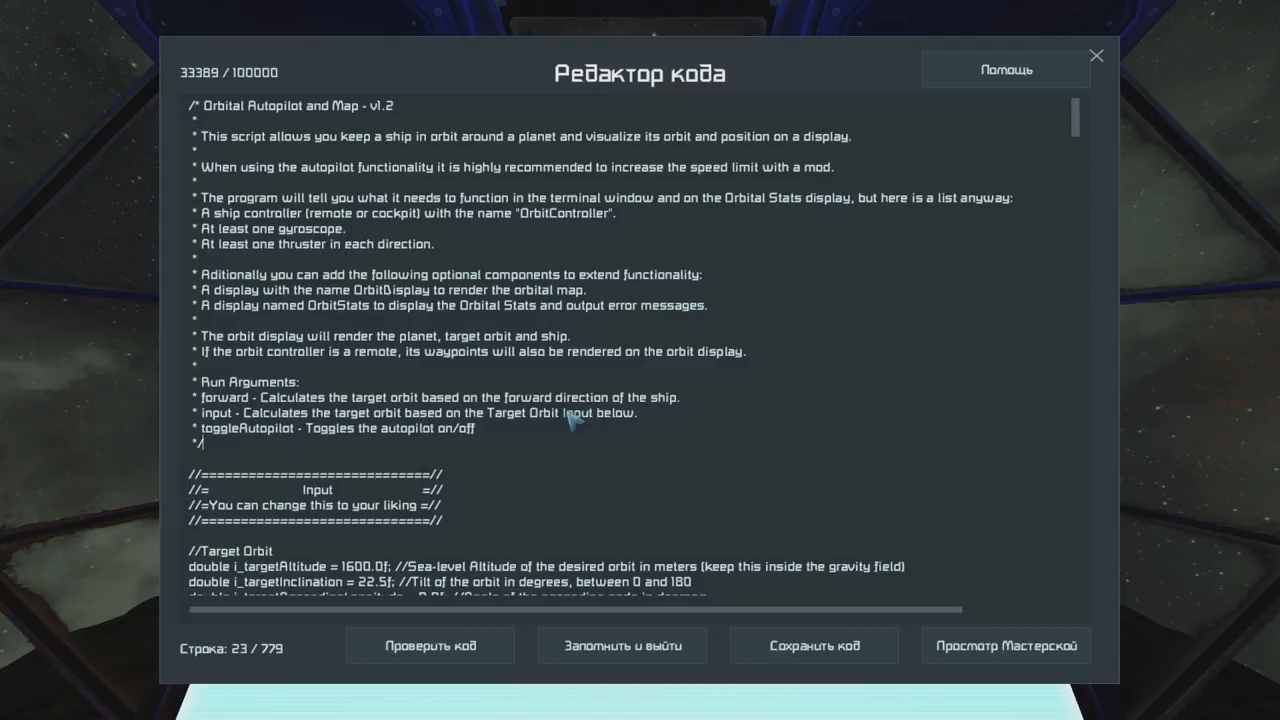 33389 / 100000
Редактор кода
Помощь
/* Orbital Autopilot and Map - v1.2
*
* This script allows you keep a ship in orbit around a planet and visualize its orbit and position on a display.
*
* When using the autopilot functionality it is highly recommended to increase the speed limit with a mod.
*
* The program will tell you what it needs to function in the terminal window and on the Orbital Stats display, but here is a list anyway:
* A ship controller (remote or cockpit) with the name "OrbitController".
* At least one gyroscope.
* At least one thruster in each direction.
*
* Aditionally you can add the following optional components to extend functionality:
* A display with the name OrbitDisplay to render the orbital map.
* A display named OrbitStats to display the Orbital Stats and output error messages.
*
* The orbit display will render the planet, target orbit and ship.
* If the orbit controller is a remote, its waypoints will also be rendered on the orbit display.
*
* Run Arguments:
* forward - Calculates the target orbit based on the forward direction of the ship.
* input - Calculates the target orbit based on the Target Orbit Input below.
* toggleAutopilot - Toggles the autopilot on/off
*/
//=============================//
//= Input =//
//=You can change this to your liking =//
//=============================//
//Target Orbit
double i_targetAltitude = 1600.0f; //Sea-level Altitude of the desired orbit in meters (keep this inside the gravity field)
double i_targetInclination = 22.5f; //Tilt of the orbit in degrees, between 0 and 180
Строка: 23 / 779
Проверить код
Заполнить и выйти
Сохранить код
Просмотр Мастерской